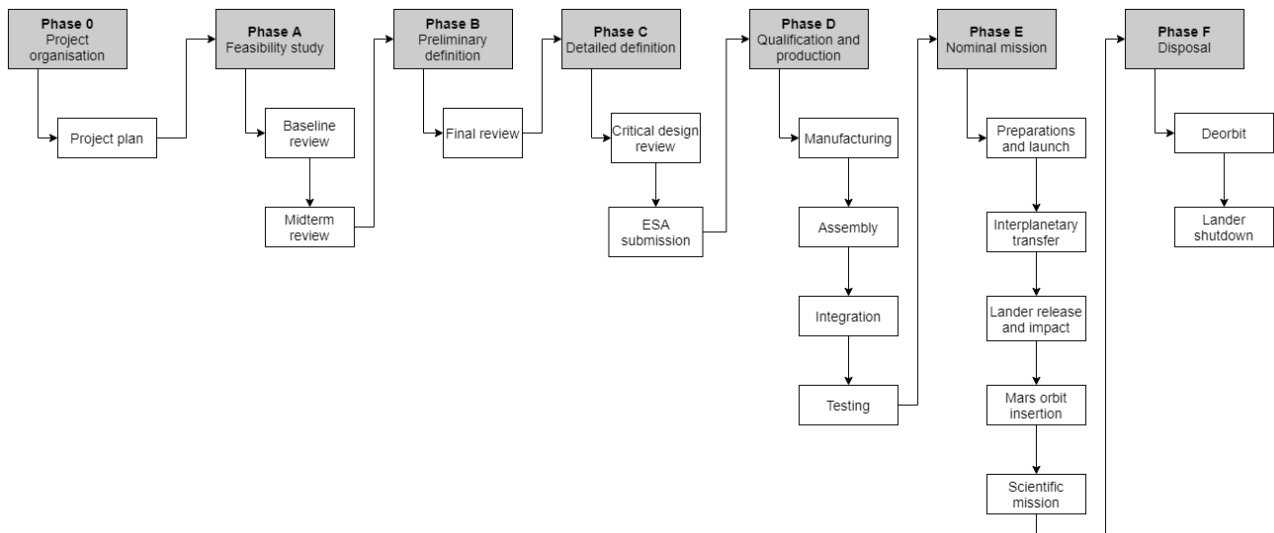 Phase 0
Project
organisation
Project plan
Phase A
Feasibility study
Baseline
review
Midterm
review
Phase B
Preliminary
definition
Final review
Phase C
Detailed definition
Critical design
review
ESA
submission
Phase D
Qualification and
production
Manufacturing
Assembly
Integration
Testing
Phase E
Nominal mission
Preparations
and launch
Interplanetary
transfer
Lander release
and impact
Mars orbit
insertion
Scientific
mission
Phase F
Disposal
Deorbit
Lander
shutdown